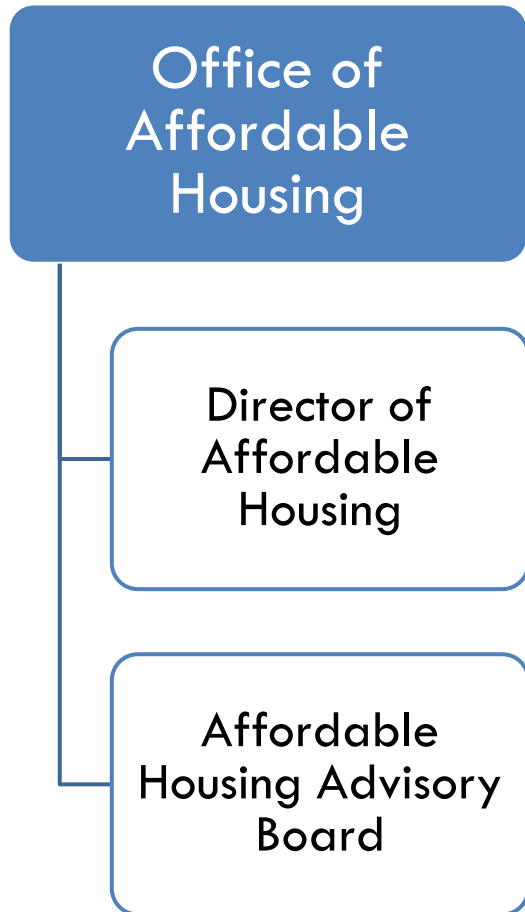 Office of
Affordable
Housing
Director of
Affordable
Housing
Affordable
Housing Advisory
Board